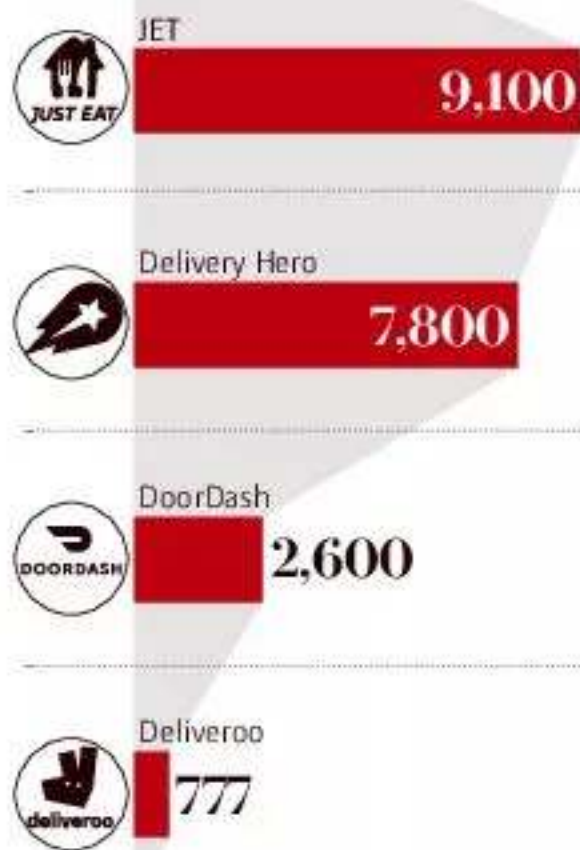 JET
JUST EAT
9,100
Delivery Hero
7,800
DoorDash
DOORDASH
2,600
Deliveroo
deliveroo
777